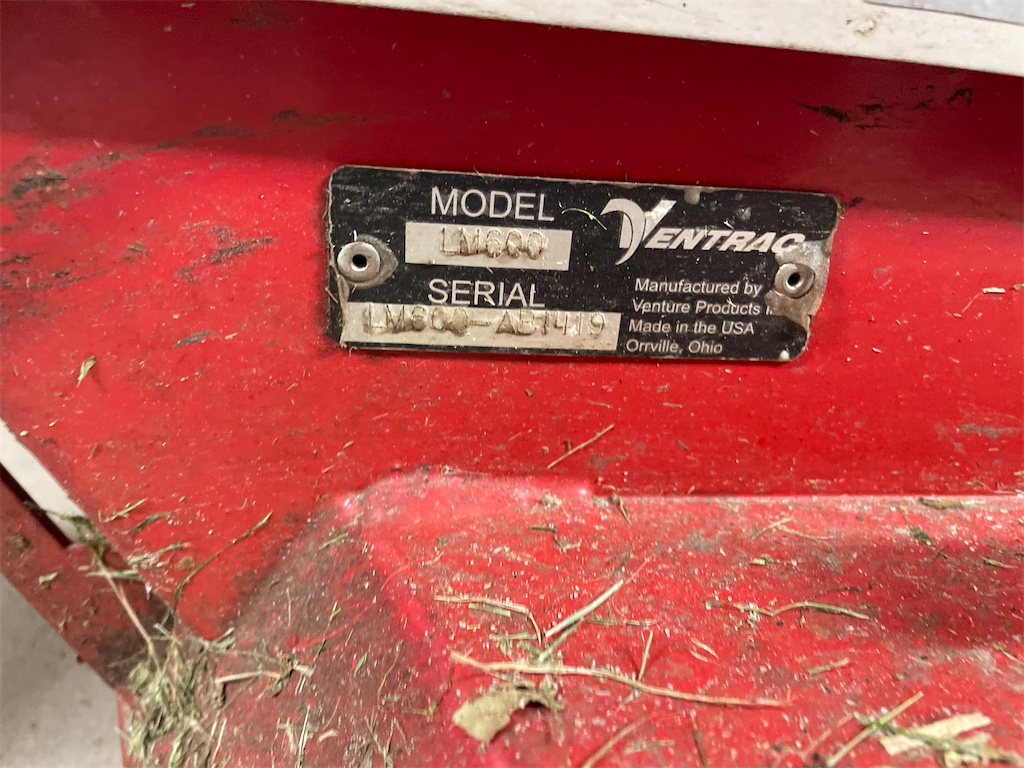 MODEL
LM600
VENTRAC
SERIAL
LM600-AB1419
Manufactured by
Venture Products
Made in the USA
Orrville, Ohio